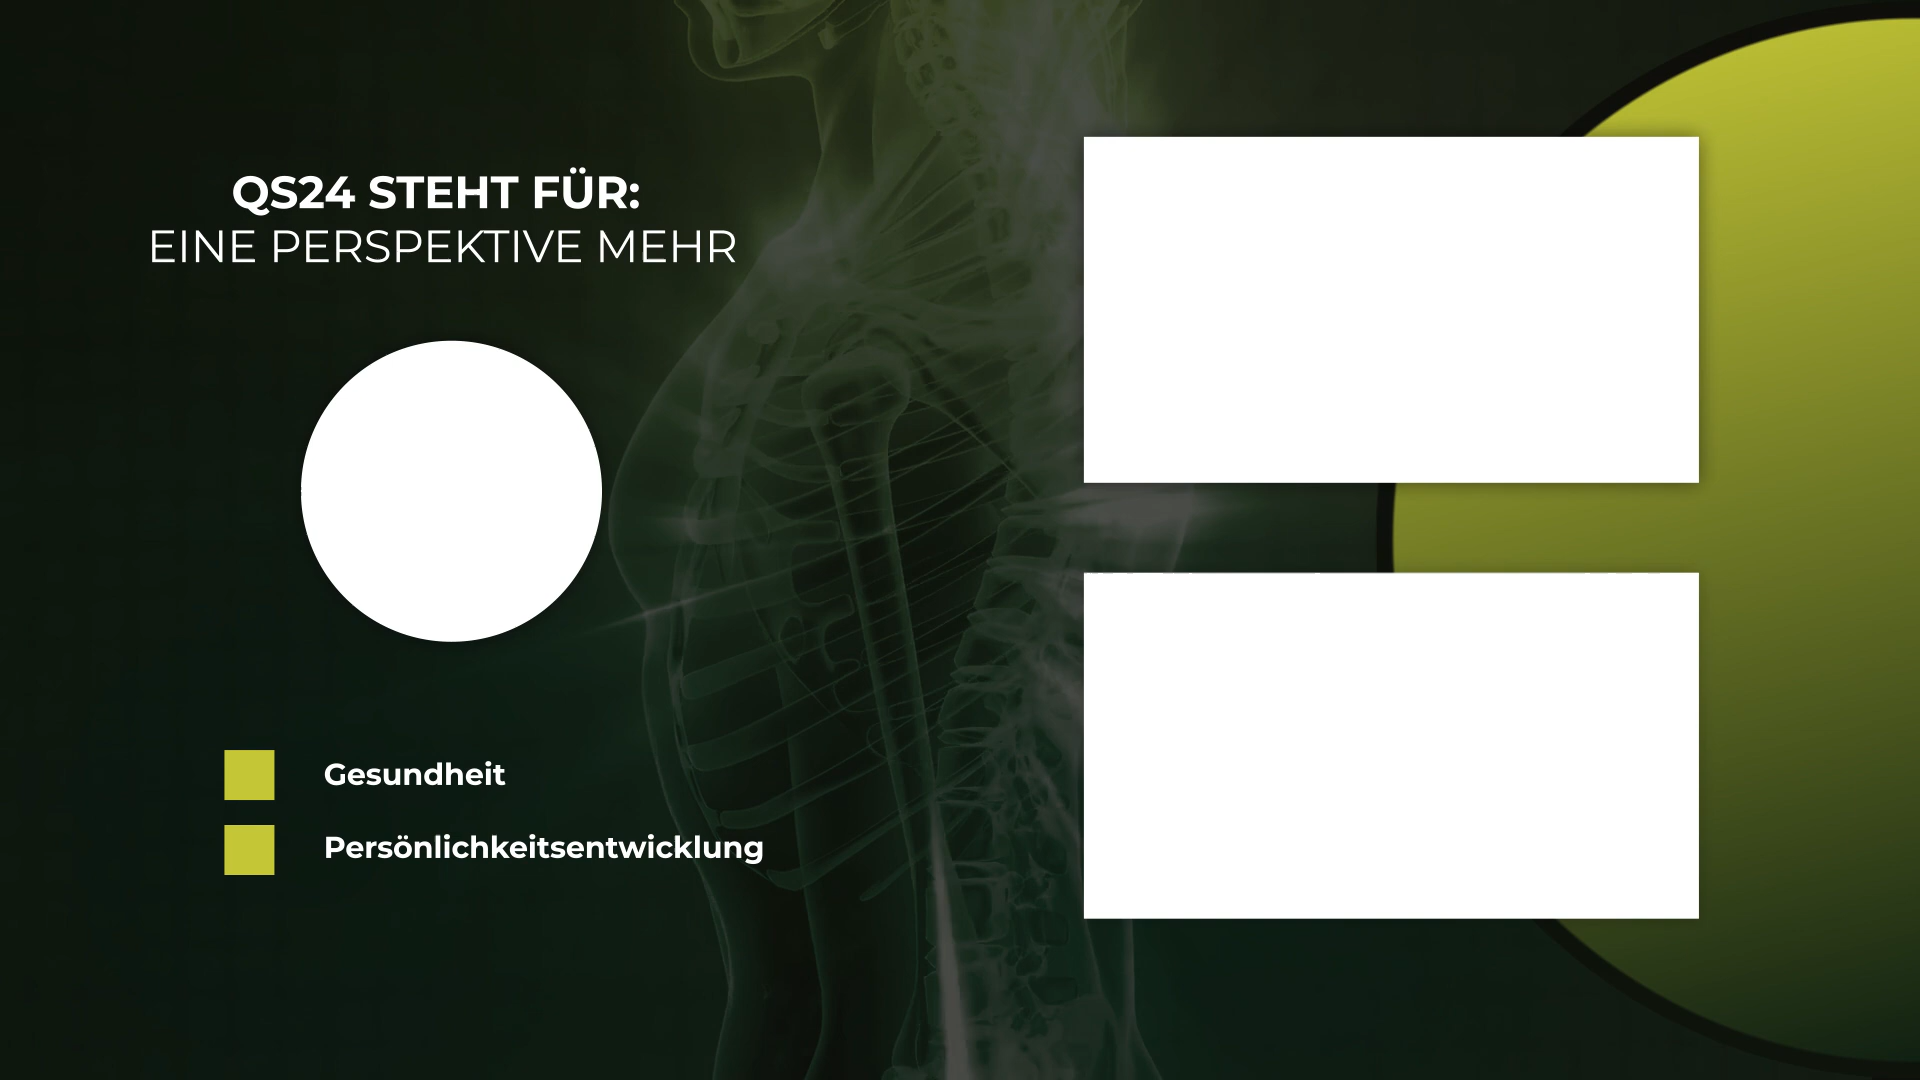 QS24 STEHT FÜR:
EINE PERSPEKTIVE MEHR
Gesundheit
Persönlichkeitsentwicklung